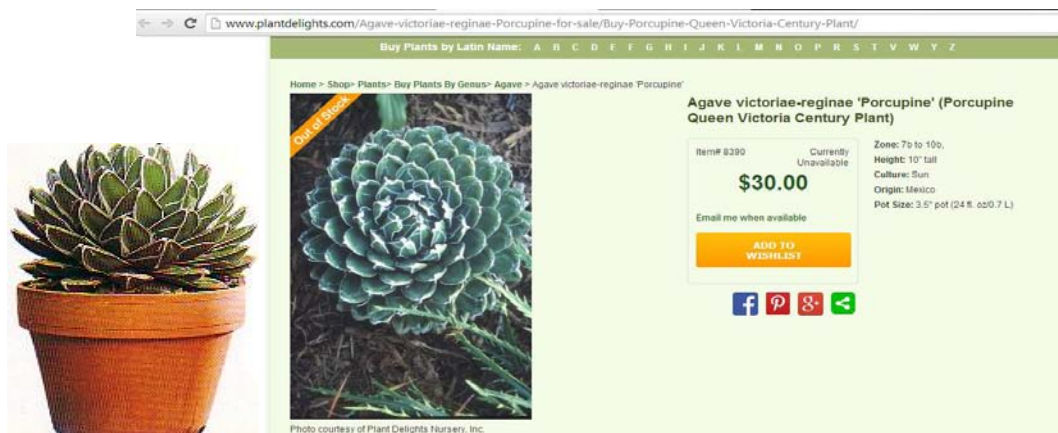 www.plantdelights.com/Agave-victoriae-reginae-Porcupine-for-sale/Buy-Porcupine-Queen-Victoria-Century-Plant/
Buy Plants by Latin Name: A B C D E F G H I J K L M N O P R S T V W Y Z
Home > Shop> Plants> Buy Plants By Genus> Agave > Agave victoriae-reginae 'Porcupine'
Out of Stock
Agave victoriae-reginae 'Porcupine' (Porcupine
Queen Victoria Century Plant)
Item# 8390 Currently
Unavailable
$30.00
Email me when available
ADD TO
WISHLIST
Zone: 7b to 10b,
Height: 10" tall
Culture: Sun
Origin: Mexico
Pot Size: 3.5" pot (24 fl. oz/0.7 L)
Photo courtesy of Plant Delights Nursery, Inc.